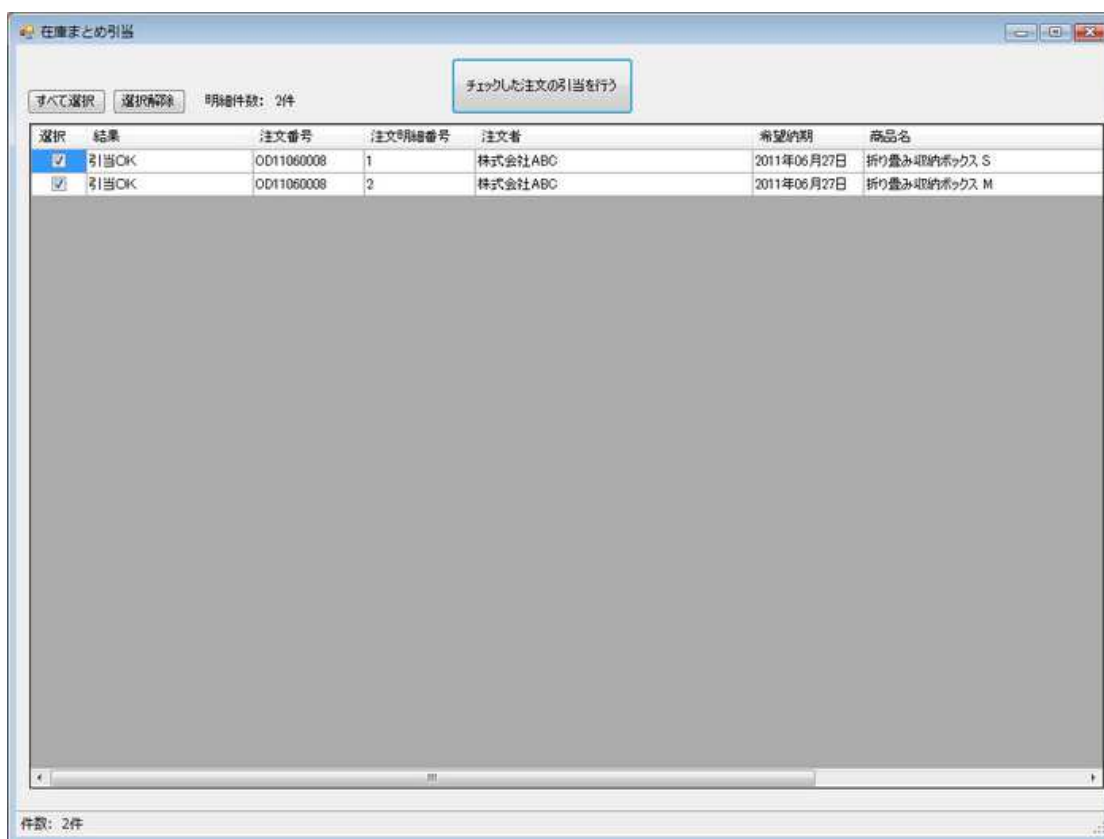 在庫まとめ引当
チェックした注文の引当を行う
すべて選択 選択解除 明細件数: 2件
選択 結果 注文番号 注文明細番号 注文者 希望納期 商品名
引当OK OD11060008 1 株式会社ABC 2011年06月27日 折り畳み収納ボックス S
引当OK OD11060008 2 株式会社ABC 2011年06月27日 折り畳み収納ボックス M
件数: 2件